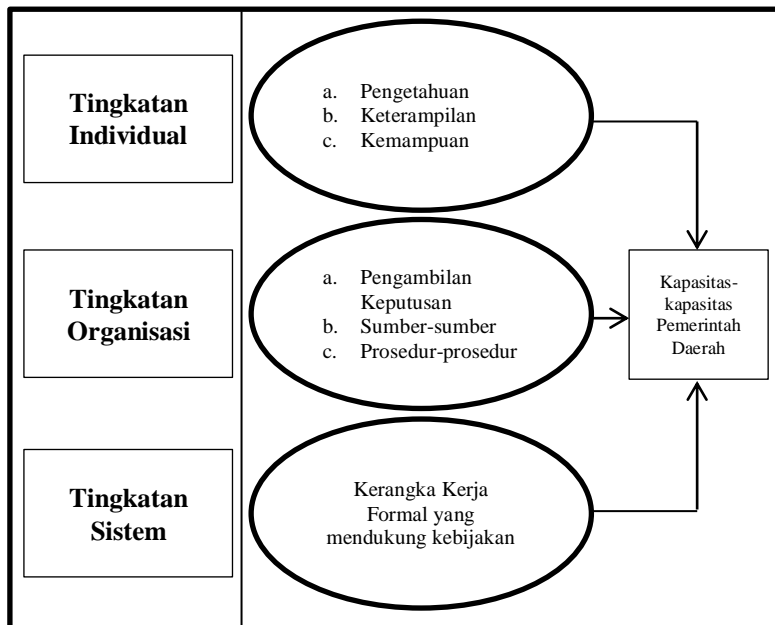 Tingkatan
Individual
a. Pengetahuan
b. Keterampilan
c. Kemampuan
Tingkatan
Organisasi
a. Pengambilan
Keputusan
b. Sumber-sumber
c. Prosedur-prosedur
Kapasitas-
kapasitas
Pemerintah
Daerah
Tingkatan
Sistem
Kerangka Kerja
Formal yang
mendukung kebijakan